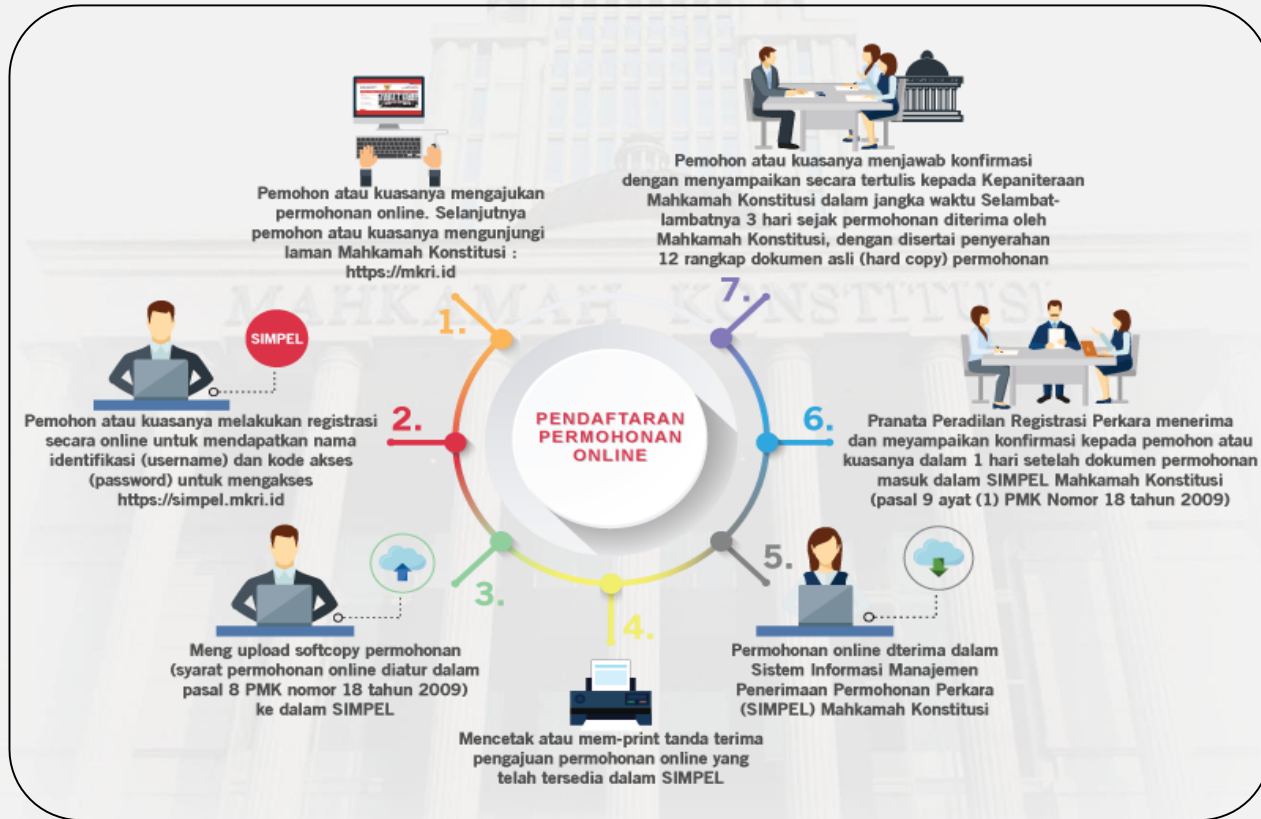 Pemohon atau kuasanya mengajukan
permohonan online. Selanjutnya
pemohon atau kuasanya mengunjungi
laman Mahkamah Konstitusi :
https://mkri.id
1.
SIMPEL
Pemohon atau kuasanya melakukan registrasi
secara online untuk mendapatkan nama
identifikasi (username) dan kode akses
(password) untuk mengakses
https://simpel.mkri.id
2.
Meng upload softcopy permohonan
(syarat permohonan online diatur dalam
pasal 8 PMK nomor 18 tahun 2009)
ke dalam SIMPEL
3.
4.
Mencetak atau mem-print tanda terima
pengajuan permohonan online yang
telah tersedia dalam SIMPEL
5.
Permohonan online dterima dalam
Sistem Informasi Manajemen
Penerimaan Permohonan Perkara
(SIMPEL) Mahkamah Konstitusi
6.
Pranata Peradilan Registrasi Perkara menerima
dan meyampaikan konfirmasi kepada pemohon atau
kuasanya dalam 1 hari setelah dokumen permohonan
masuk dalam SIMPEL Mahkamah Konstitusi
(pasal 9 ayat (1) PMK Nomor 18 tahun 2009)
Pemohon atau kuasanya menjawab konfirmasi
dengan menyampaikan secara tertulis kepada Kepaniteraan
Mahkamah Konstitusi dalam jangka waktu Selambat-
lambatnya 3 hari sejak permohonan diterima oleh
Mahkamah Konstitusi, dengan disertai penyerahan
12 rangkap dokumen asli (hard copy) permohonan
7.
PENDAFTARAN
PERMOHONAN
ONLINE
MAHKAMAH KONSTITUSI